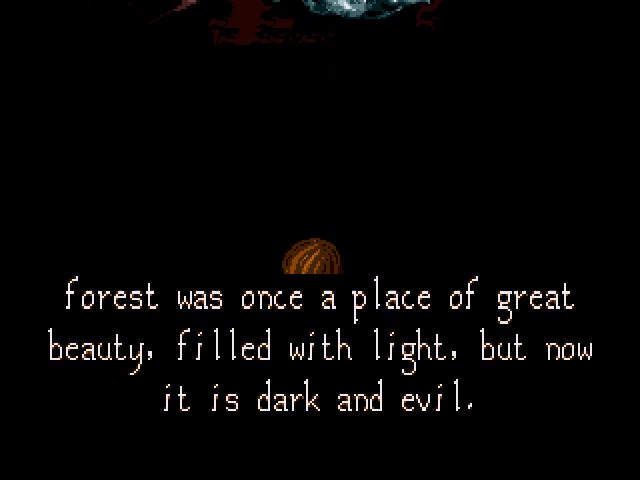 forest was once a place of great
beauty, filled with light, but now
it is dark and evil.